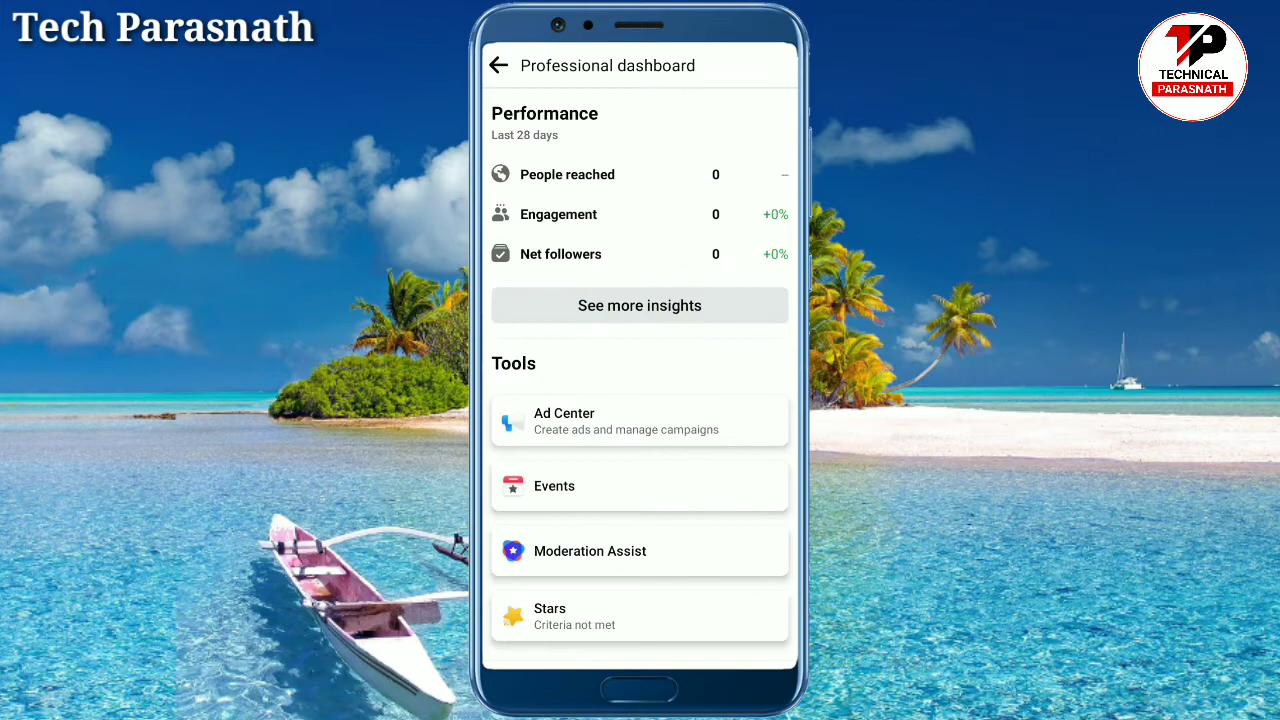 Tech Parasnath
TP
TECHNICAL
PARASNATH
Professional dashboard
Performance
Last 28 days
People reached 0 --
Engagement 0 +0%
Net followers 0 +0%
See more insights
Tools
Ad Center
Create ads and manage campaigns
Events
Moderation Assist
Stars
Criteria not met